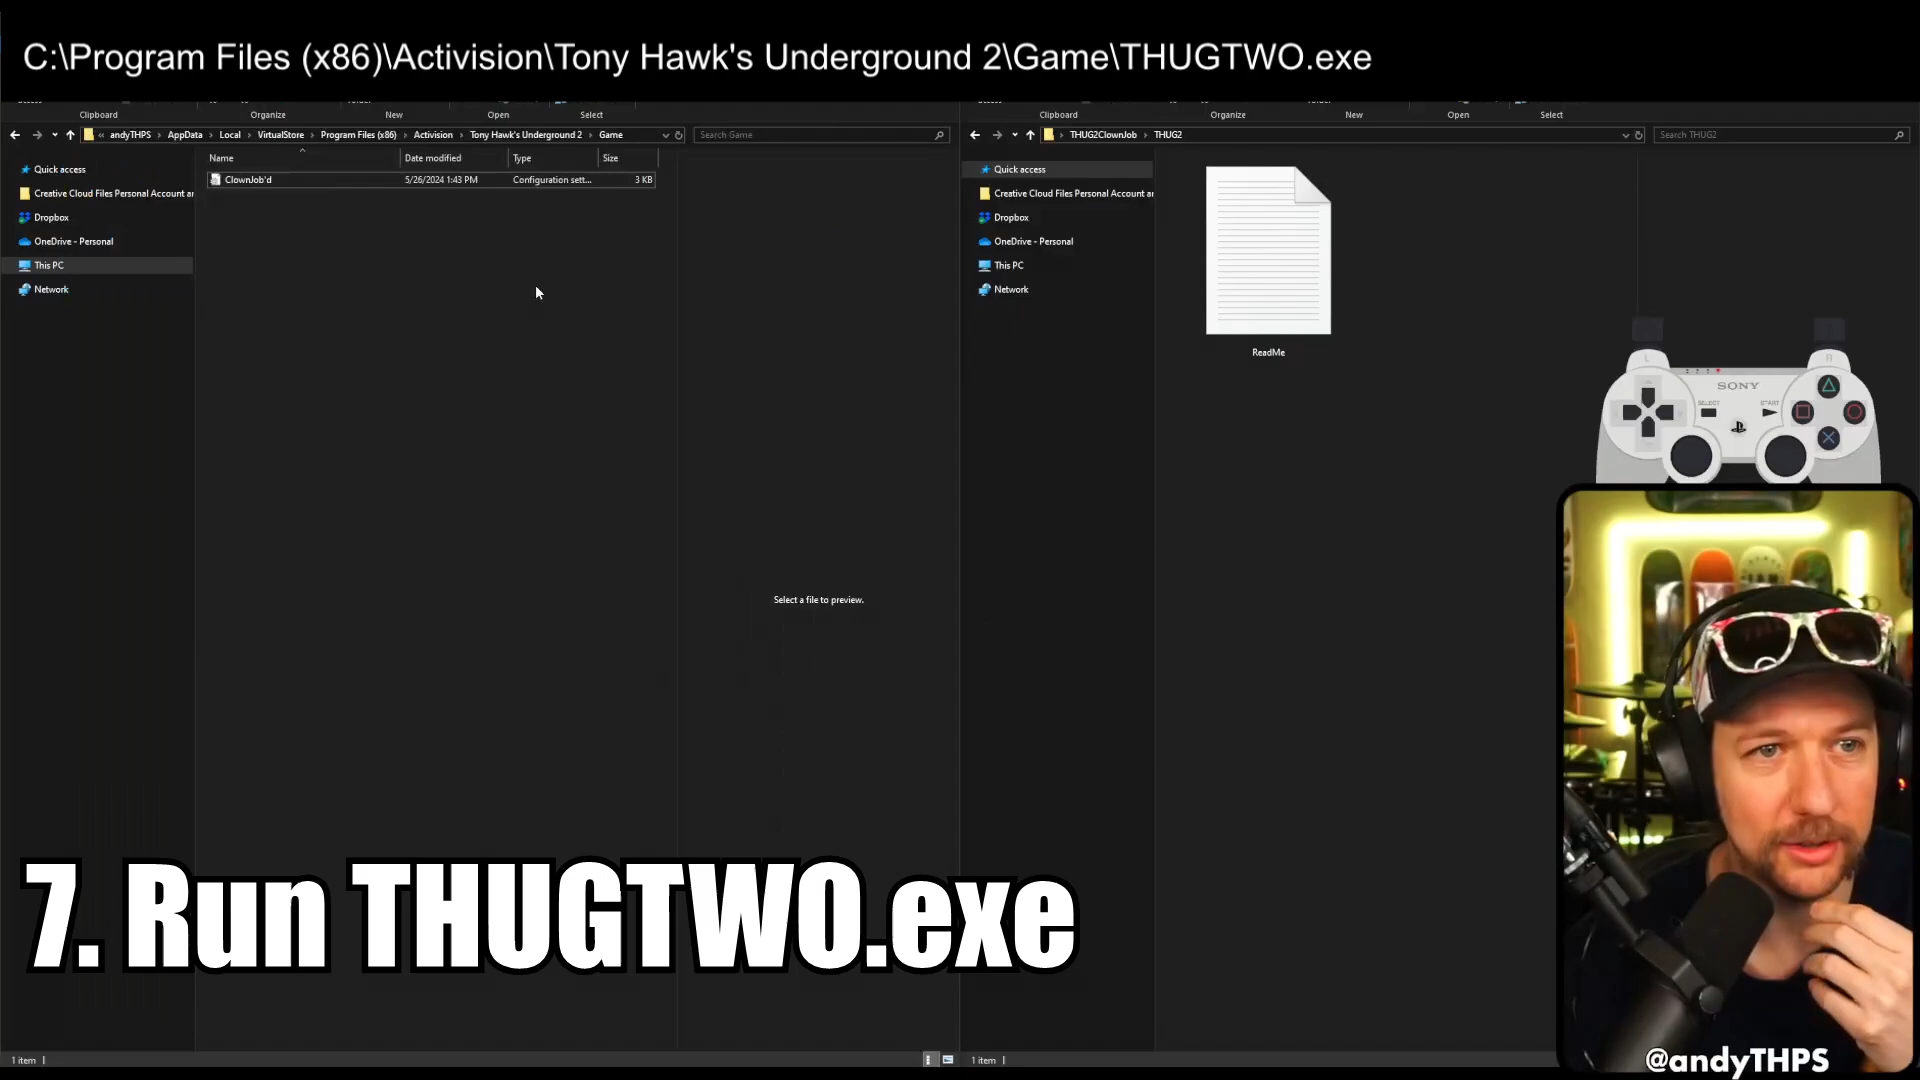 C:\Program Files (x86)\Activision\Tony Hawk's Underground 2\Game\THUGTWO.exe
Clipboard Organize New Open Select
Clipboard Organize New Open Select
« andyTHPS > AppData > Local > VirtualStore > Program Files (x86) > Activision > Tony Hawk's Underground 2 > Game
Search Game
> THUG2ClownJob > THUG2
Search THUG2
Name Date modified Type Size
ClownJob'd 5/26/2024 1:43 PM Configuration sett... 3 KB
Quick access
Creative Cloud Files Personal Account ar
Dropbox
OneDrive - Personal
This PC
Network
Select a file to preview.
Quick access
Creative Cloud Files Personal Account ar
Dropbox
OneDrive - Personal
This PC
Network
ReadMe
L R
SONY
SELECT START
7. Run THUGTWO.exe
1 item
1 item
@andyTHPS